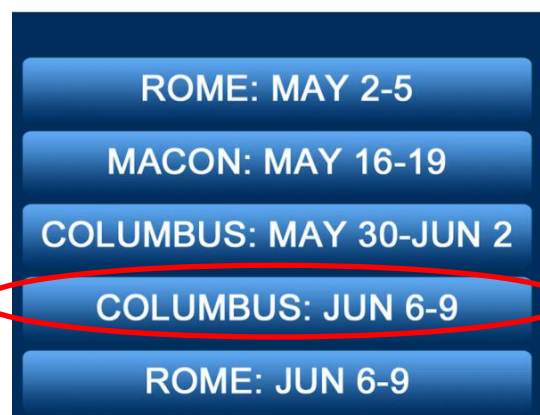 ROME: MAY 2-5
MACON: MAY 16-19
COLUMBUS: MAY 30-JUN 2
COLUMBUS: JUN 6-9
ROME: JUN 6-9